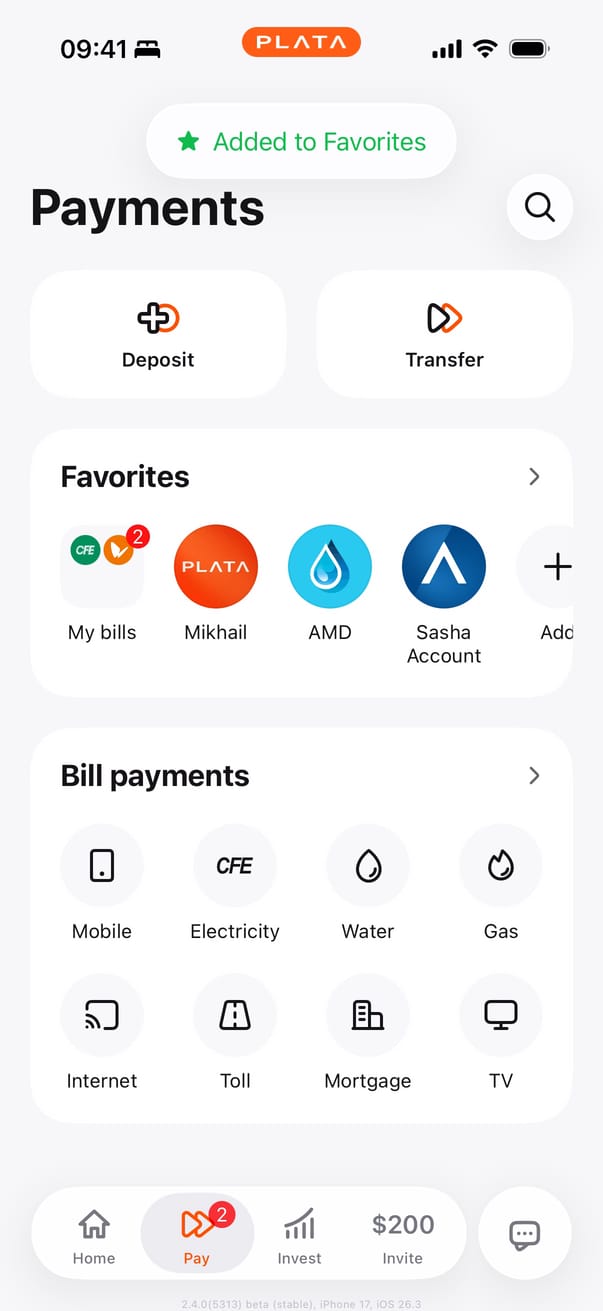 09:41
PLATA
Added to Favorites
Payments
Deposit
Transfer
Favorites
CFE
2
PLATA
My bills
Mikhail
AMD
Sasha
Account
Add
Bill payments
CFE
Mobile
Electricity
Water
Gas
Internet
Toll
Mortgage
TV
2
$200
Home
Pay
Invest
Invite
2.4.0(5313) beta (stable), iPhone 17, iOS 26.3